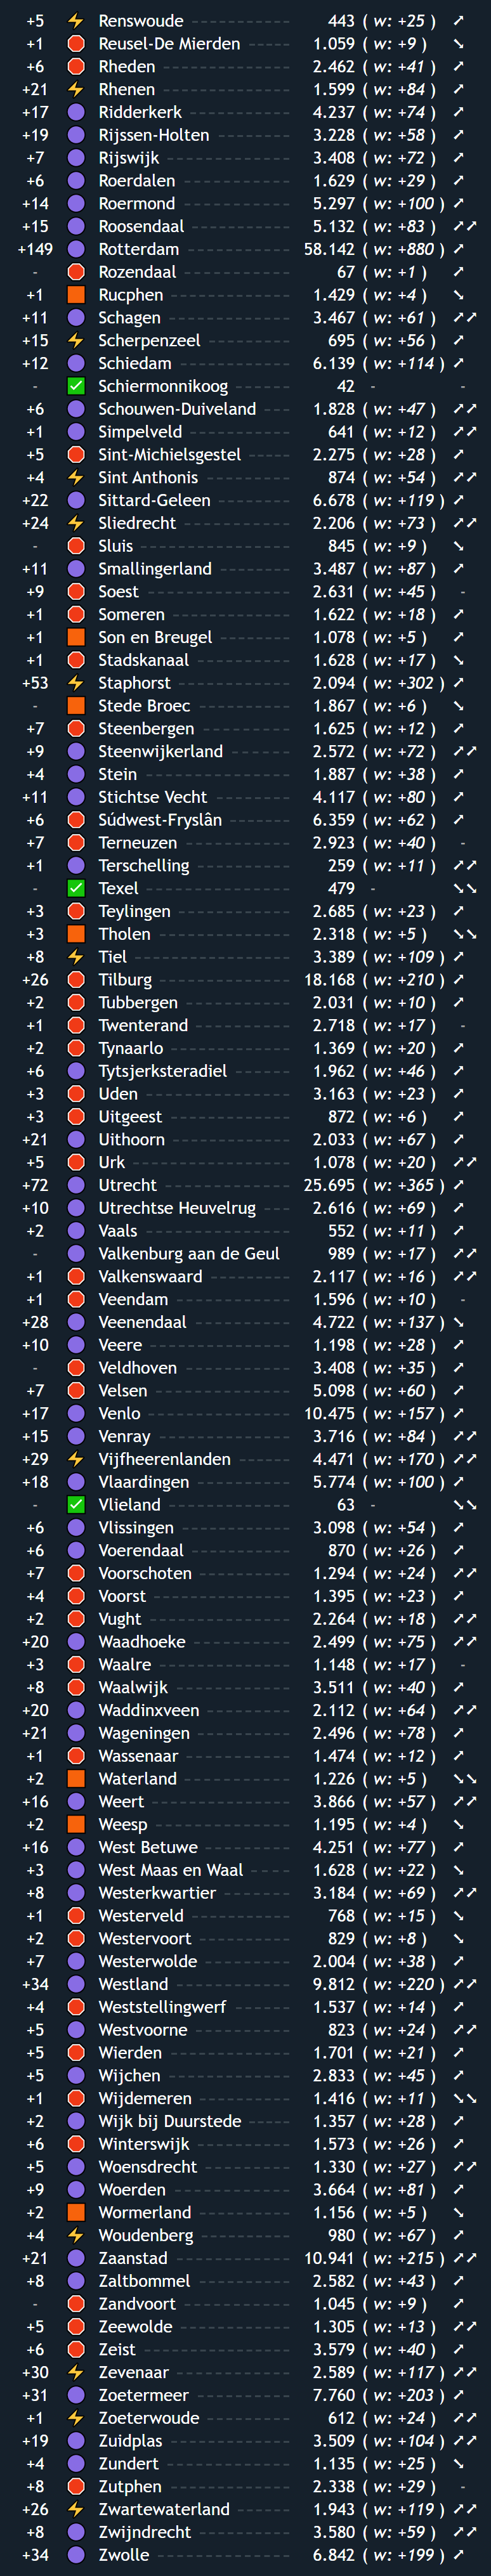 +5 ⚡ Renswoude 443 ( w: +25 ) ➚
+1 Reusel-De Mierden 1.059 ( w: +9 ) ➘
+6 Rheden 2.462 ( w: +41 ) ➚
+21 ⚡ Rhenen 1.599 ( w: +84 ) ➚
+17 Ridderkerk 4.237 ( w: +74 ) ➚
+19 Rijssen-Holten 3.228 ( w: +58 ) ➚
+7 Rijswijk 3.408 ( w: +72 ) ➚
+6 Roerdalen 1.629 ( w: +29 ) ➚
+14 Roermond 5.297 ( w: +100 ) ➚
+15 Roosendaal 5.132 ( w: +83 ) ➚➚
+149 Rotterdam 58.142 ( w: +880 ) ➚
- Rozendaal 67 ( w: +1 ) ➚
+1 Rucphen 1.429 ( w: +4 ) ➘
+11 Schagen 3.467 ( w: +61 ) ➚➚
+15 ⚡ Scherpenzeel 695 ( w: +56 ) ➚
+12 Schiedam 6.139 ( w: +114 ) ➚
- Schiermonnikoog 42 - -
+6 Schouwen-Duiveland 1.828 ( w: +47 ) ➚➚
+1 Simpelveld 641 ( w: +12 ) ➚➚
+5 Sint-Michielsgestel 2.275 ( w: +28 ) ➚
+4 ⚡ Sint Anthonis 874 ( w: +54 ) ➚➚
+22 Sittard-Geleen 6.678 ( w: +119 ) ➚
+24 ⚡ Sliedrecht 2.206 ( w: +73 ) ➚➚
- Sluis 845 ( w: +9 ) ➘
+11 Smallingerland 3.487 ( w: +87 ) ➚
+9 Soest 2.631 ( w: +45 ) -
+1 Someren 1.622 ( w: +18 ) ➚
+1 Son en Breugel 1.078 ( w: +5 ) ➚
+1 Stadskanaal 1.628 ( w: +17 ) ➘
+53 ⚡ Staphorst 2.094 ( w: +302 ) ➚
- Stede Broec 1.867 ( w: +6 ) ➘
+7 Steenbergen 1.625 ( w: +12 ) ➚
+9 Steenwijkerland 2.572 ( w: +72 ) ➚➚
+4 Stein 1.887 ( w: +38 ) ➚
+11 Stichtse Vecht 4.117 ( w: +80 ) ➚
+6 Súdwest-Fryslân 6.359 ( w: +62 ) ➚
+7 Terneuzen 2.923 ( w: +40 ) -
+1 Terschelling 259 ( w: +11 ) ➚➚
- Texel 479 - ➘➘
+3 Teylingen 2.685 ( w: +23 ) ➚
+3 Tholen 2.318 ( w: +5 ) ➘➘
+8 ⚡ Tiel 3.389 ( w: +109 ) ➚
+26 Tilburg 18.168 ( w: +210 ) ➚
+2 Tubbergen 2.031 ( w: +10 ) ➚
+1 Twenterand 2.718 ( w: +17 ) -
+2 Tynaarlo 1.369 ( w: +20 ) ➚
+6 Tytsjerksteradiel 1.962 ( w: +46 ) ➚
+3 Uden 3.163 ( w: +23 ) ➚
+3 Uitgeest 872 ( w: +6 ) ➚
+21 Uithoorn 2.033 ( w: +67 ) ➚
+5 Urk 1.078 ( w: +20 ) ➚➚
+72 Utrecht 25.695 ( w: +365 ) ➚
+10 Utrechtse Heuvelrug 2.616 ( w: +69 ) ➚
+2 Vaals 552 ( w: +11 ) ➚
- Valkenburg aan de Geul 989 ( w: +17 ) ➚➚
+1 Valkenswaard 2.117 ( w: +16 ) ➚➚
+1 Veendam 1.596 ( w: +10 ) -
+28 Veenendaal 4.722 ( w: +137 ) ➘
+10 Veere 1.198 ( w: +28 ) ➚
- Veldhoven 3.408 ( w: +35 ) ➚
+7 Velsen 5.098 ( w: +60 ) ➚
+17 Venlo 10.475 ( w: +157 ) ➚
+15 Venray 3.716 ( w: +84 ) ➚➚
+29 ⚡ Vijfheerenlanden 4.471 ( w: +170 ) ➚➚
+18 Vlaardingen 5.774 ( w: +100 ) ➚
- Vlieland 63 - ➘➘
+6 Vlissingen 3.098 ( w: +54 ) ➚
+6 Voerendaal 870 ( w: +26 ) ➚
+7 Voorschoten 1.294 ( w: +24 ) ➚➚
+4 Voorst 1.395 ( w: +23 ) ➚
+2 Vught 2.264 ( w: +18 ) ➚➚
+20 Waadhoeke 2.499 ( w: +75 ) ➚➚
+3 Waalre 1.148 ( w: +17 ) -
+8 Waalwijk 3.511 ( w: +40 ) ➚
+20 Waddinxveen 2.112 ( w: +64 ) ➚➚
+21 Wageningen 2.496 ( w: +78 ) ➚
+1 Wassenaar 1.474 ( w: +12 ) ➚
+2 Waterland 1.226 ( w: +5 ) ➘➘
+16 Weert 3.866 ( w: +57 ) ➚➚
+2 Weesp 1.195 ( w: +4 ) ➘
+16 West Betuwe 4.251 ( w: +77 ) ➚
+3 West Maas en Waal 1.628 ( w: +22 ) ➘
+8 Westerkwartier 3.184 ( w: +69 ) ➚➚
+1 Westerveld 768 ( w: +15 ) ➘
+2 Westervoort 829 ( w: +8 ) ➘
+7 Westerwolde 2.004 ( w: +38 ) ➚
+34 Westland 9.812 ( w: +220 ) ➚➚
+4 Weststellingwerf 1.537 ( w: +14 ) ➚
+5 Westvoorne 823 ( w: +24 ) ➚➚
+5 Wierden 1.701 ( w: +21 ) ➚
+5 Wijchen 2.833 ( w: +45 ) ➚
+1 Wijdemeren 1.416 ( w: +11 ) ➘➘
+2 Wijk bij Duurstede 1.357 ( w: +28 ) ➚
+6 Winterswijk 1.573 ( w: +26 ) ➚
+5 Woensdrecht 1.330 ( w: +27 ) ➚➚
+9 Woerden 3.664 ( w: +81 ) ➚
+2 Wormerland 1.156 ( w: +5 ) ➘
+4 ⚡ Woudenberg 980 ( w: +67 ) ➚
+21 Zaanstad 10.941 ( w: +215 ) ➚➚
+8 Zaltbommel 2.582 ( w: +43 ) ➚
- Zandvoort 1.045 ( w: +9 ) ➚
+5 Zeewolde 1.305 ( w: +13 ) ➚➚
+6 Zeist 3.579 ( w: +40 ) ➚
+30 ⚡ Zevenaar 2.589 ( w: +117 ) ➚➚
+31 Zoetermeer 7.760 ( w: +203 ) ➚
+1 ⚡ Zoeterwoude 612 ( w: +24 ) ➚➚
+19 Zuidplas 3.509 ( w: +104 ) ➚➚
+4 Zundert 1.135 ( w: +25 ) ➘
+8 Zutphen 2.338 ( w: +29 ) -
+26 ⚡ Zwartewaterland 1.943 ( w: +119 ) ➚➚
+8 Zwijndrecht 3.580 ( w: +59 ) ➚➚
+34 Zwolle 6.842 ( w: +199 ) ➚